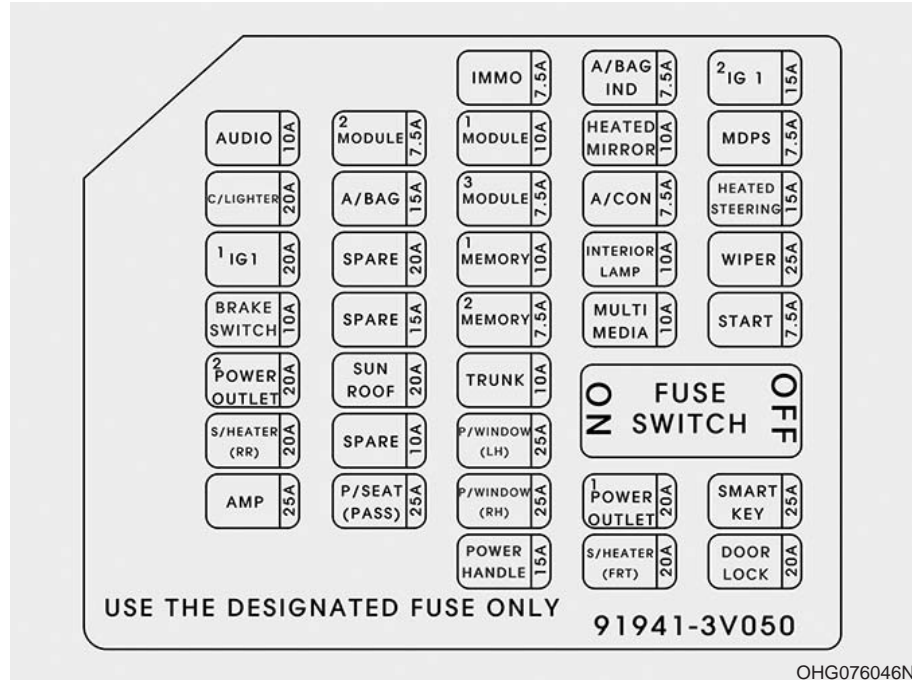 IMMO 7.5A
A/BAG IND 7.5A
2 IG 1 15A
AUDIO 10A
2 MODULE 7.5A
1 MODULE 10A
HEATED MIRROR 10A
MDPS 7.5A
C/LIGHTER 20A
A/BAG 15A
3 MODULE 7.5A
A/CON 7.5A
HEATED STEERING 15A
1 IG1 20A
SPARE 20A
1 MEMORY 10A
INTERIOR LAMP 10A
WIPER 25A
BRAKE SWITCH 10A
SPARE 15A
2 MEMORY 7.5A
MULTI MEDIA 10A
START 7.5A
2 POWER OUTLET 20A
SUN ROOF 20A
TRUNK 10A
ON FUSE SWITCH OFF
S/HEATER (RR) 20A
SPARE 10A
P/WINDOW (LH) 25A
AMP 25A
P/SEAT (PASS) 25A
P/WINDOW (RH) 25A
1 POWER OUTLET 20A
SMART KEY 25A
POWER HANDLE 15A
S/HEATER (FRT) 20A
DOOR LOCK 20A
USE THE DESIGNATED FUSE ONLY
91941-3V050
OHG076046N